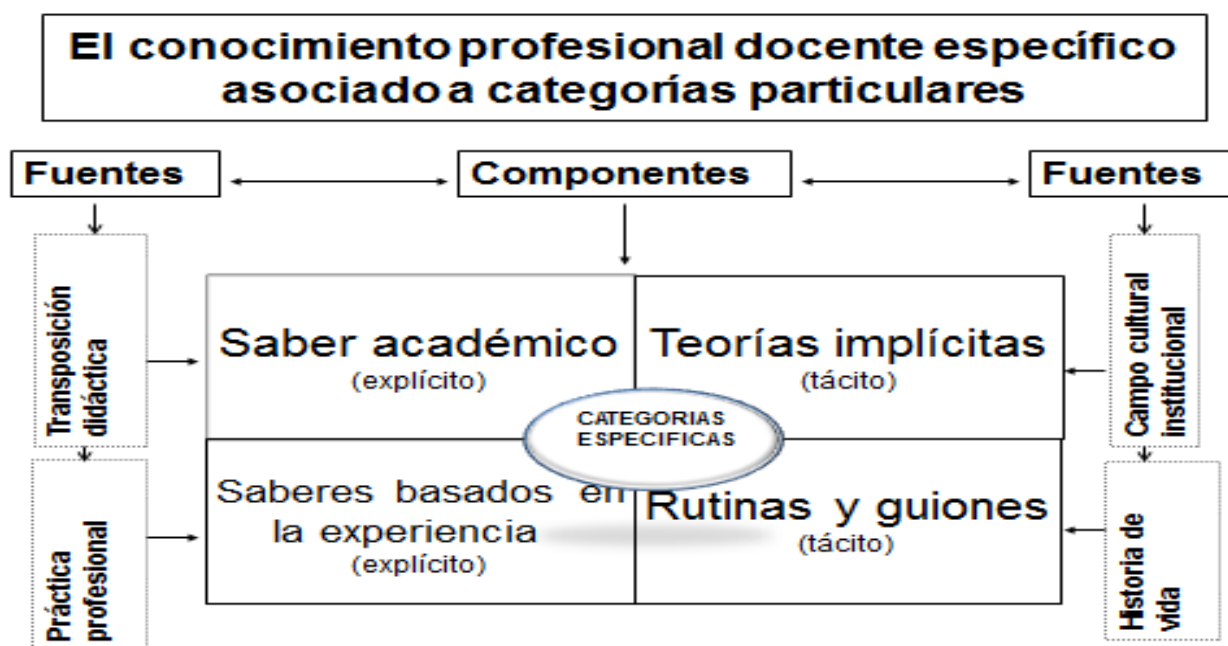 El conocimiento profesional docente específico
asociado a categorías particulares
Fuentes
Componentes
Fuentes
Transposición
didáctica
Saber académico
(explícito)
Teorías implícitas
(tácito)
Campo cultural
institucional
CATEGORIAS
ESPECIFICAS
Práctica
profesional
Saberes basados en
la experiencia
(explícito)
Rutinas y guiones
(tácito)
Historia de
vida